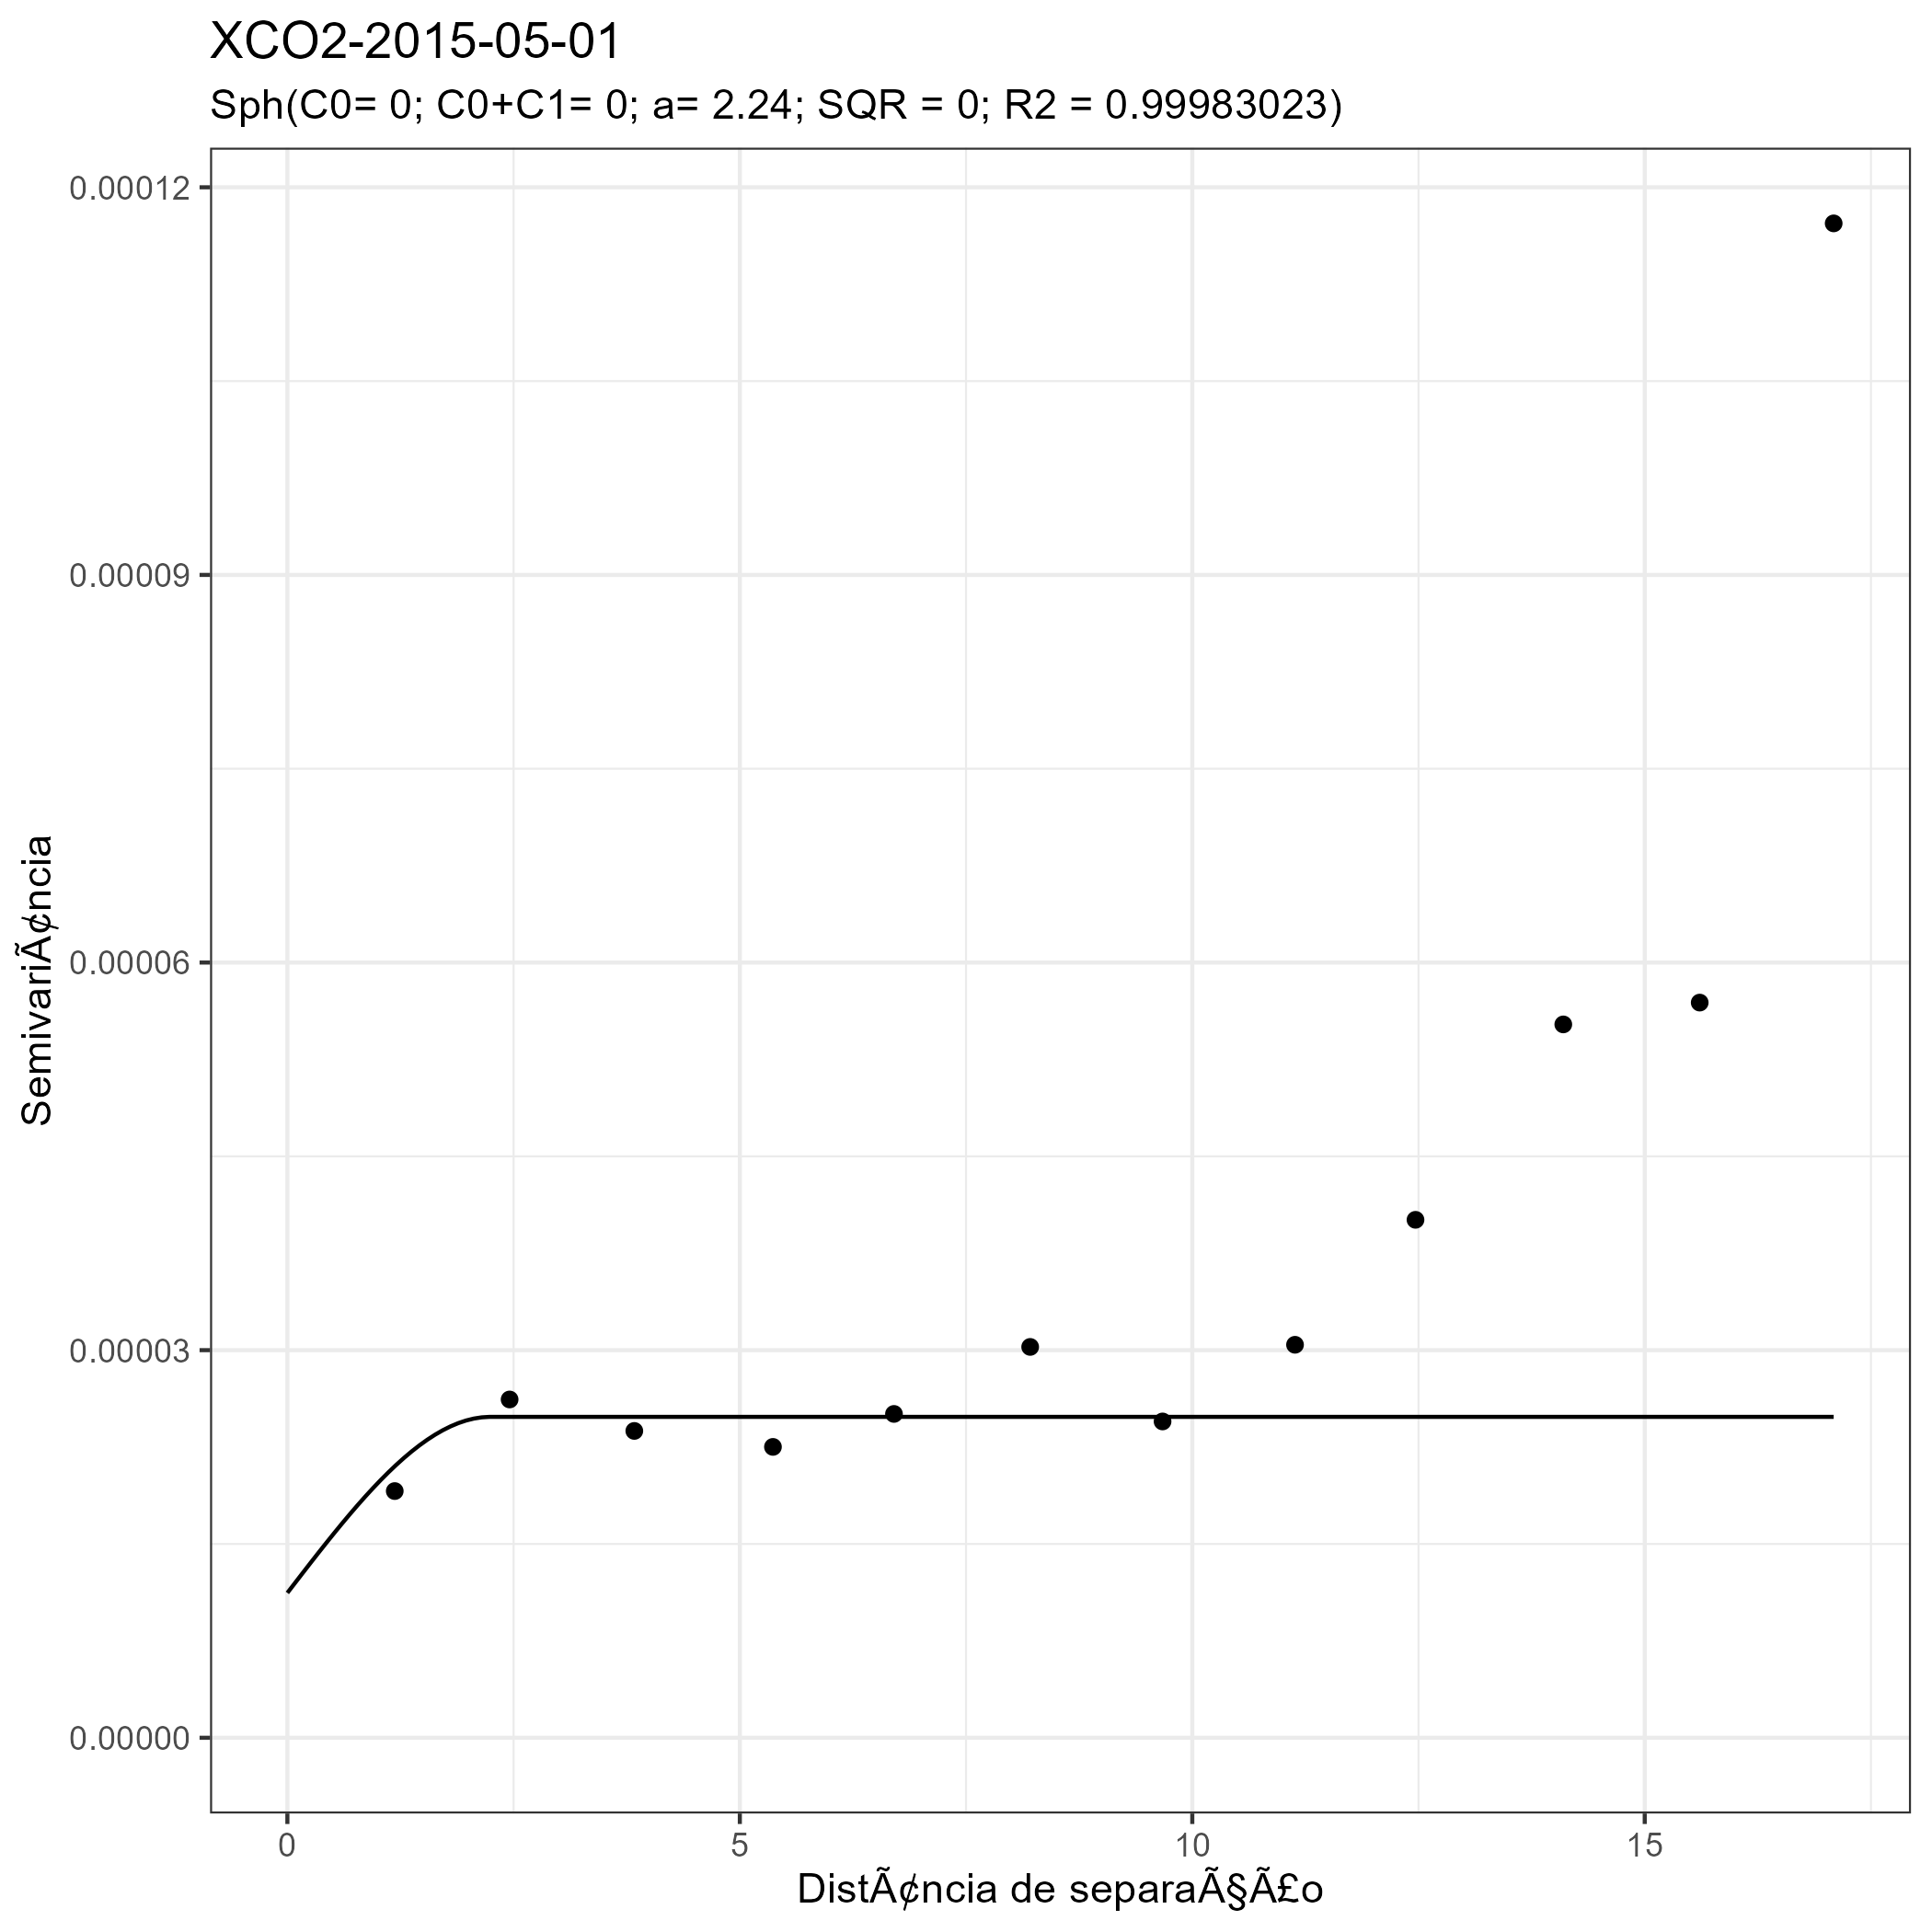 XCO2-2015-05-01
Sph(C0= 0; C0+C1= 0; a= 2.24; SQR = 0; R2 = 0.99983023)
0.00012
0.00009
0.00006
0.00003
0.00000
SemivariÃ¢ncia
0
5
10
15
DistÃ¢ncia de separaÃ§Ã£o